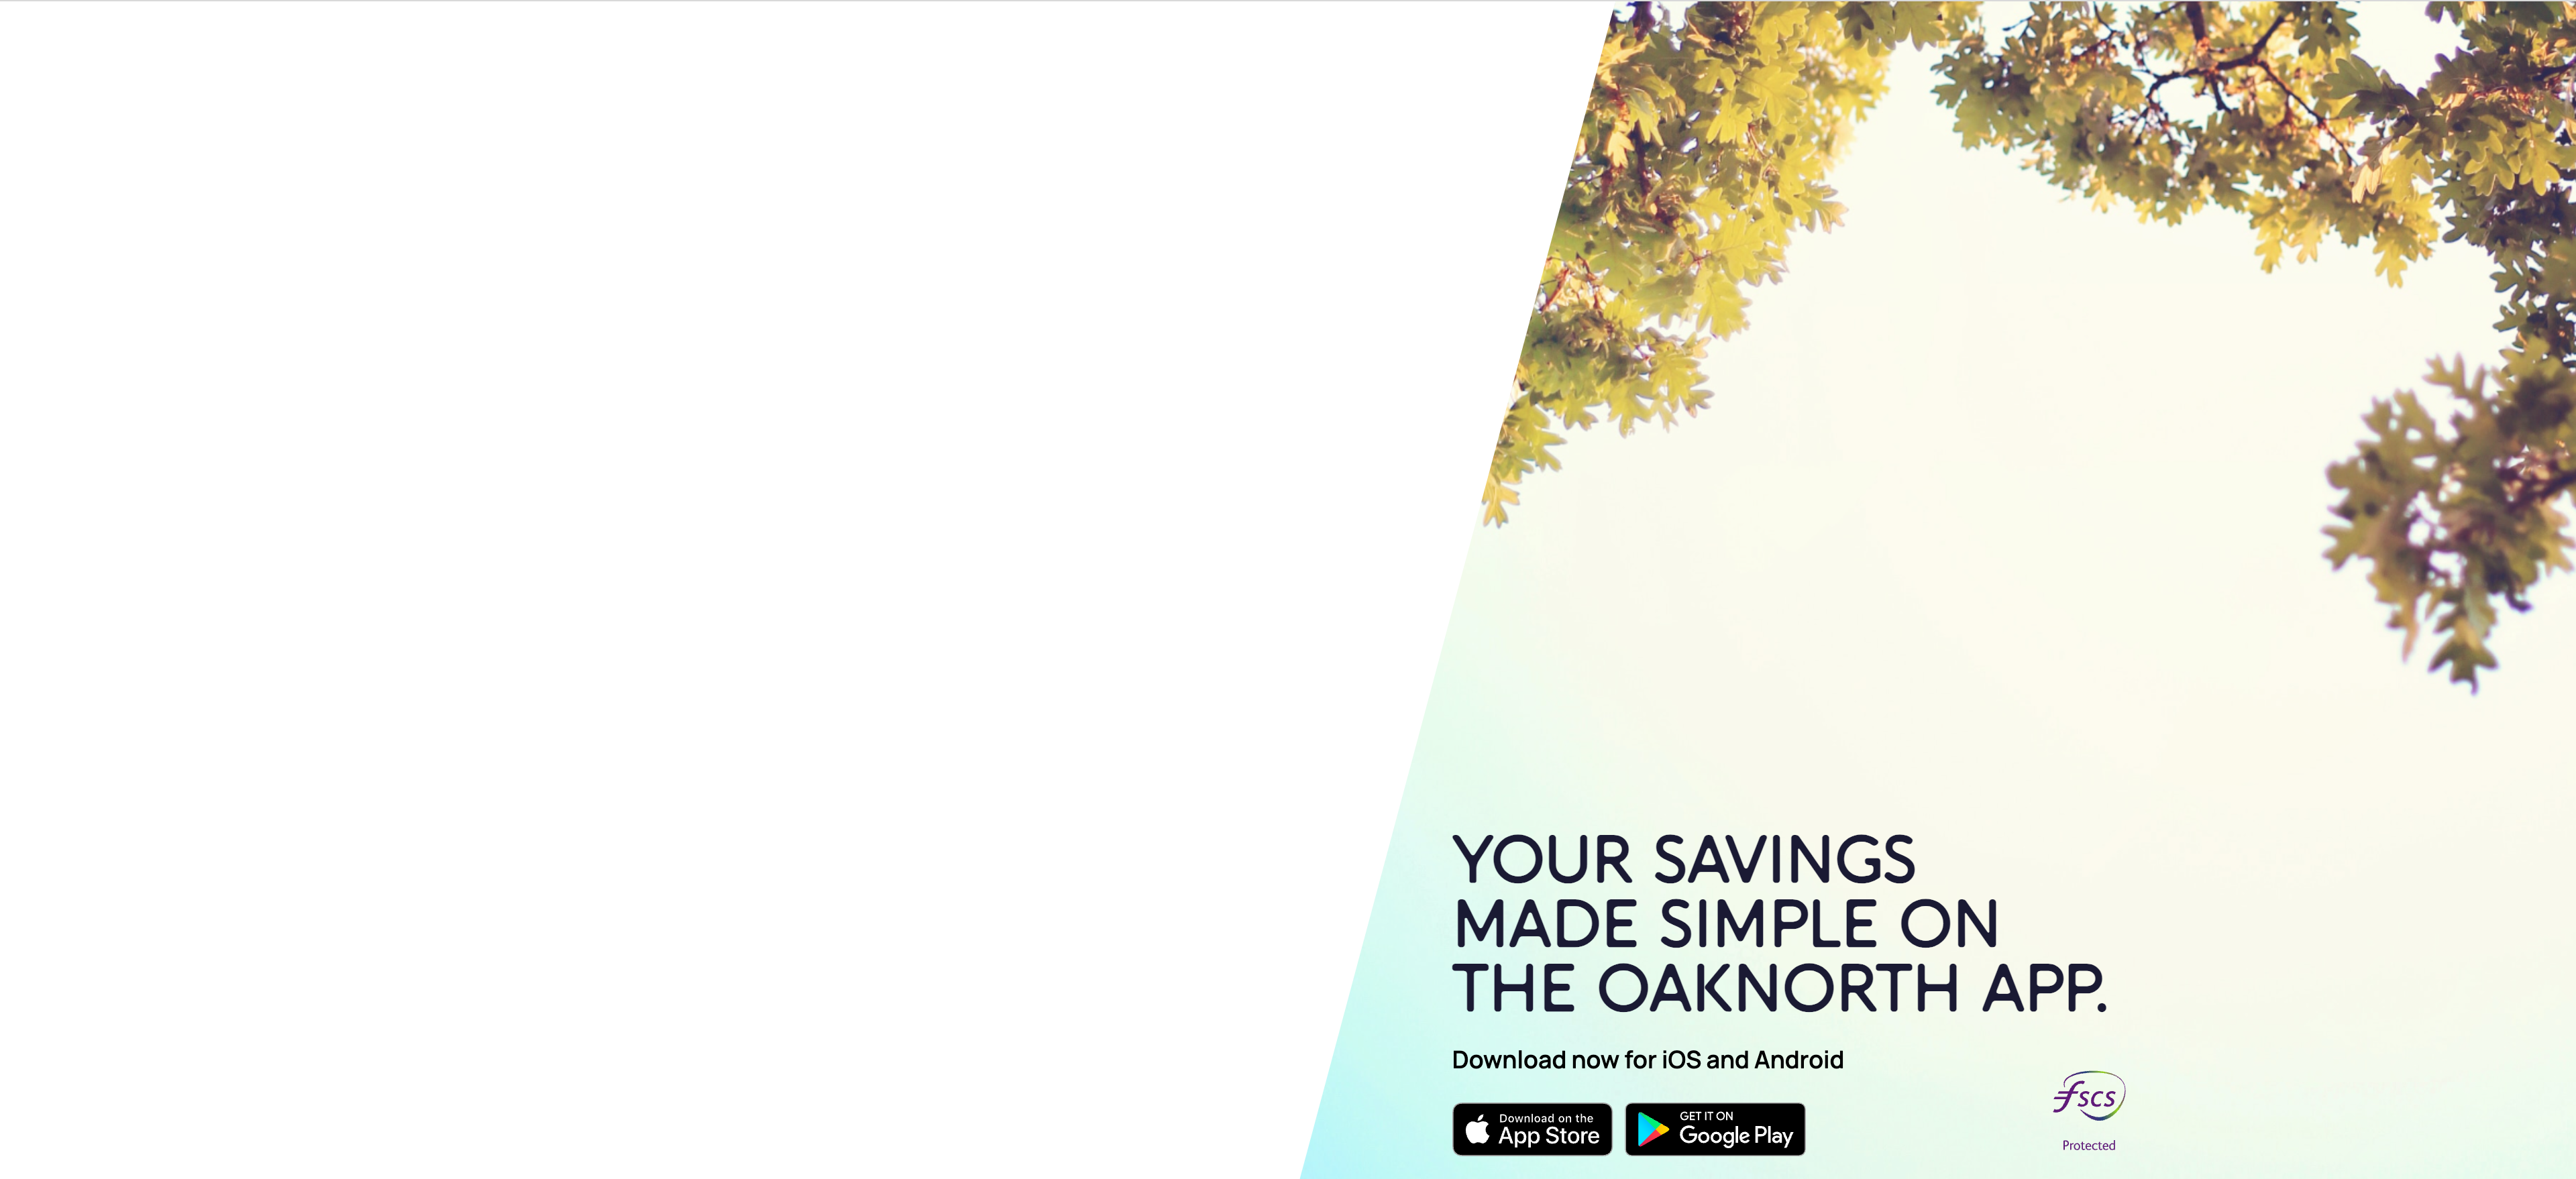 YOUR SAVINGS
MADE SIMPLE ON
THE OAKNORTH APP.
Download now for iOS and Android
Download on the
App Store
GET IT ON
Google Play
fscs
Protected